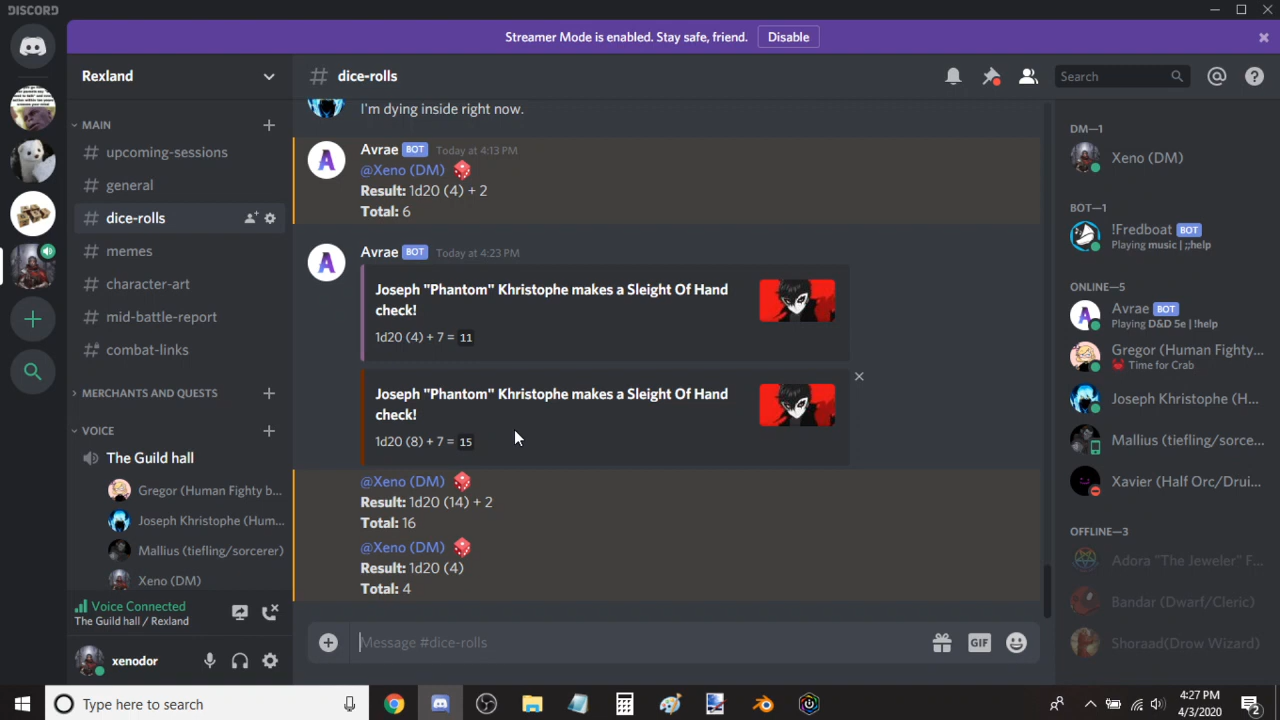 DISCORD
Streamer Mode is enabled. Stay safe, friend. Disable
Rexland
# dice-rolls
Search
MAIN
# upcoming-sessions
# general
# dice-rolls
# memes
# character-art
# mid-battle-report
# combat-links
MERCHANTS AND QUESTS
VOICE
The Guild hall
Gregor (Human Fighty b...
Joseph Khristophe (Hum...
Mallius (tiefling/sorcerer)
Xeno (DM)
Voice Connected
The Guild hall / Rexland
xenodor
I'm dying inside right now.
Avrae BOT Today at 4:13 PM
@Xeno (DM)
Result: 1d20 (4) + 2
Total: 6
Avrae BOT Today at 4:23 PM
Joseph "Phantom" Khristophe makes a Sleight Of Hand
check!
1d20 (4) + 7 = 11
Joseph "Phantom" Khristophe makes a Sleight Of Hand
check!
1d20 (8) + 7 = 15
@Xeno (DM)
Result: 1d20 (14) + 2
Total: 16
@Xeno (DM)
Result: 1d20 (4)
Total: 4
Message #dice-rolls
GIF
DM—1
Xeno (DM)
BOT—1
!Fredboat BOT
Playing music | ;;help
ONLINE—5
Avrae BOT
Playing D&D 5e | !help
Gregor (Human Fighty...
Time for Crab
Joseph Khristophe (H...
Mallius (tiefling/sorce...
Xavier (Half Orc/Drui...
OFFLINE—3
Adora "The Jeweler" F...
Bandar (Dwarf/Cleric)
Shoraad(Drow Wizard)
Type here to search
4:27 PM
4/3/2020
2